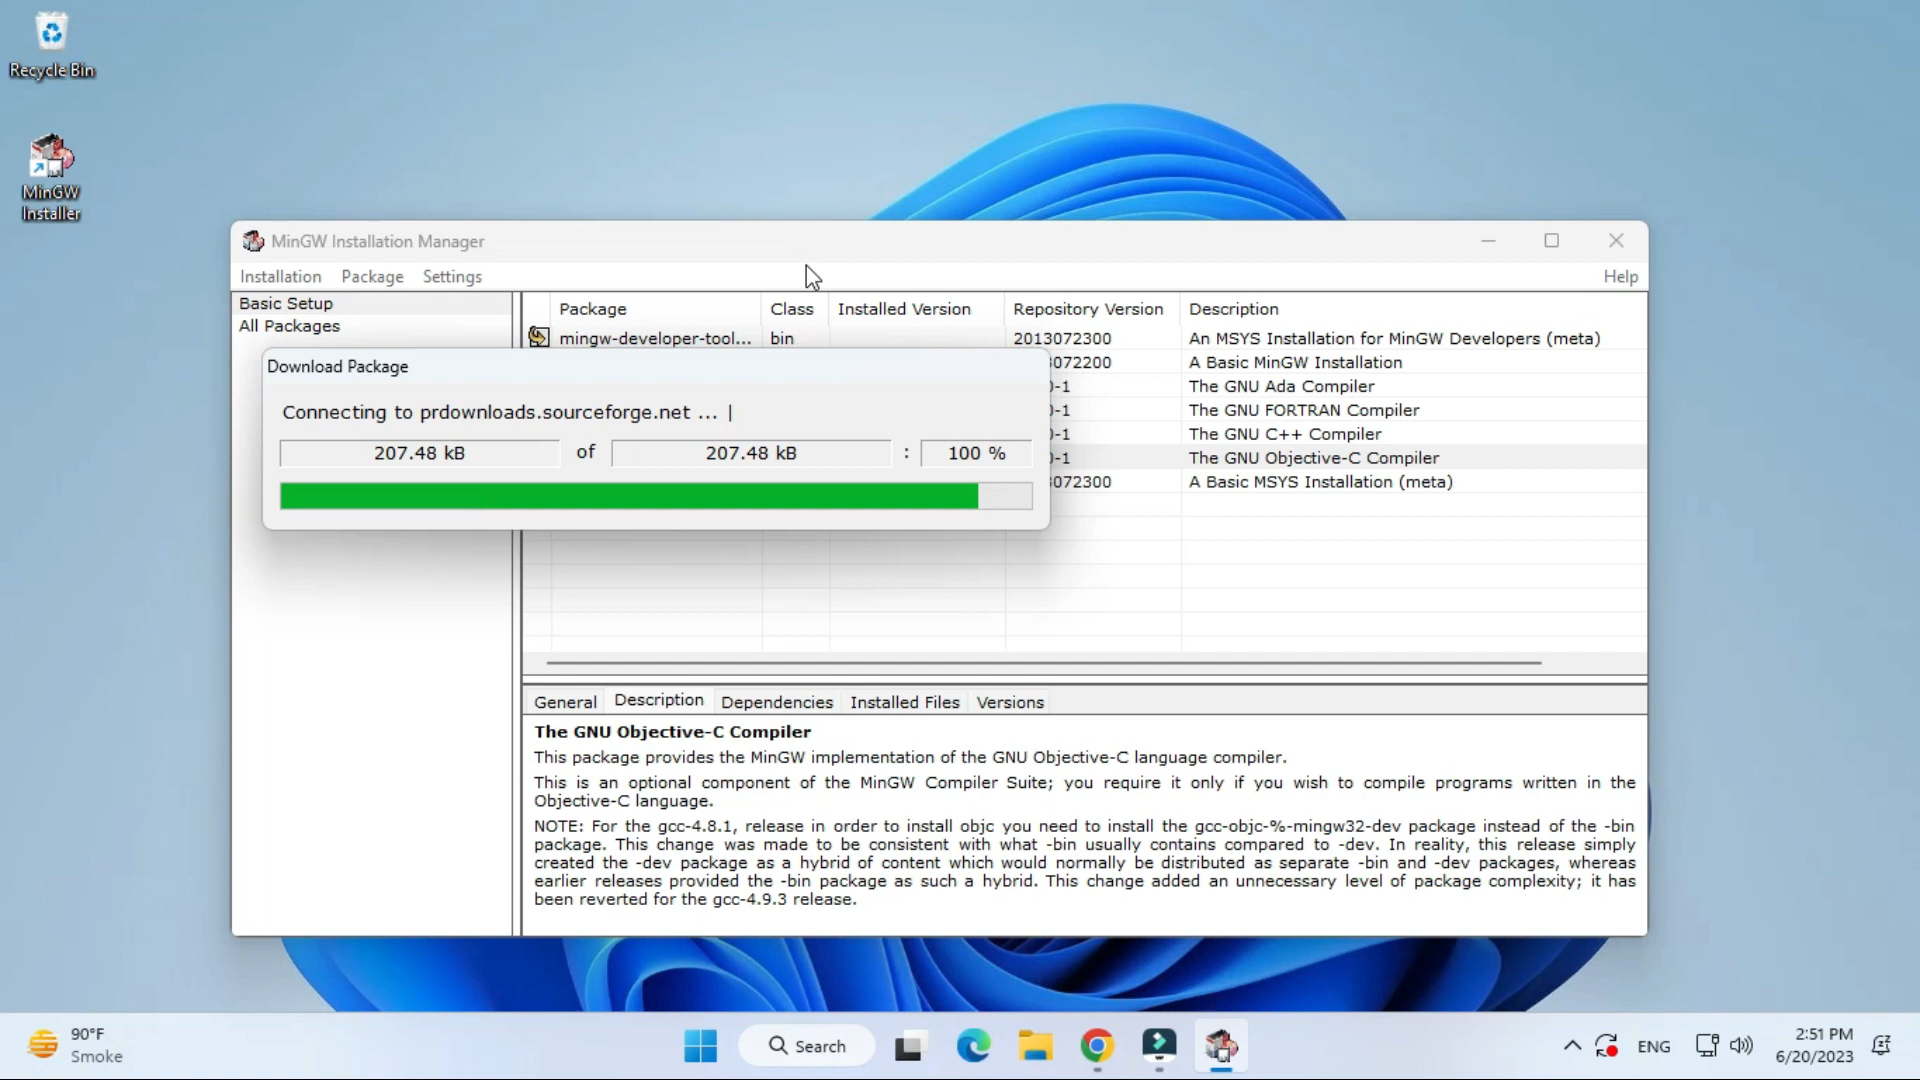 Recycle Bin
MinGW
Installer
MinGW Installation Manager
Installation Package Settings Help
Basic Setup
All Packages
Package Class Installed Version Repository Version Description
mingw-developer-tool... bin 2013072300 An MSYS Installation for MinGW Developers (meta)
3072200 A Basic MinGW Installation
0-1 The GNU Ada Compiler
0-1 The GNU FORTRAN Compiler
0-1 The GNU C++ Compiler
0-1 The GNU Objective-C Compiler
3072300 A Basic MSYS Installation (meta)
Download Package
Connecting to prdownloads.sourceforge.net ... |
207.48 kB of 207.48 kB : 100 %
General Description Dependencies Installed Files Versions
The GNU Objective-C Compiler
This package provides the MinGW implementation of the GNU Objective-C language compiler.
This is an optional component of the MinGW Compiler Suite; you require it only if you wish to compile programs written in the
Objective-C language.
NOTE: For the gcc-4.8.1, release in order to install objc you need to install the gcc-objc-%-mingw32-dev package instead of the -bin
package. This change was made to be consistent with what -bin usually contains compared to -dev. In reality, this release simply
created the -dev package as a hybrid of content which would normally be distributed as separate -bin and -dev packages, whereas
earlier releases provided the -bin package as such a hybrid. This change added an unnecessary level of package complexity; it has
been reverted for the gcc-4.9.3 release.
90°F
Smoke
Search
ENG
2:51 PM
6/20/2023